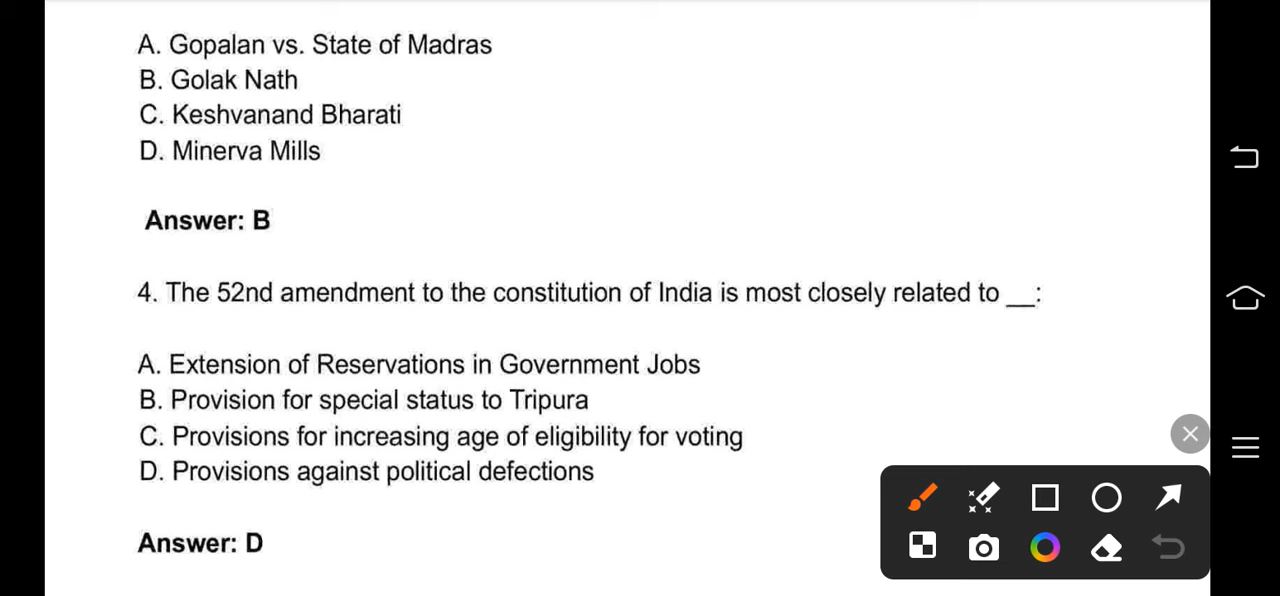 A. Gopalan vs. State of Madras
B. Golak Nath
C. Keshvanand Bharati
D. Minerva Mills
Answer: B
4. The 52nd amendment to the constitution of India is most closely related to __:
A. Extension of Reservations in Government Jobs
B. Provision for special status to Tripura
C. Provisions for increasing age of eligibility for voting
D. Provisions against political defections
Answer: D